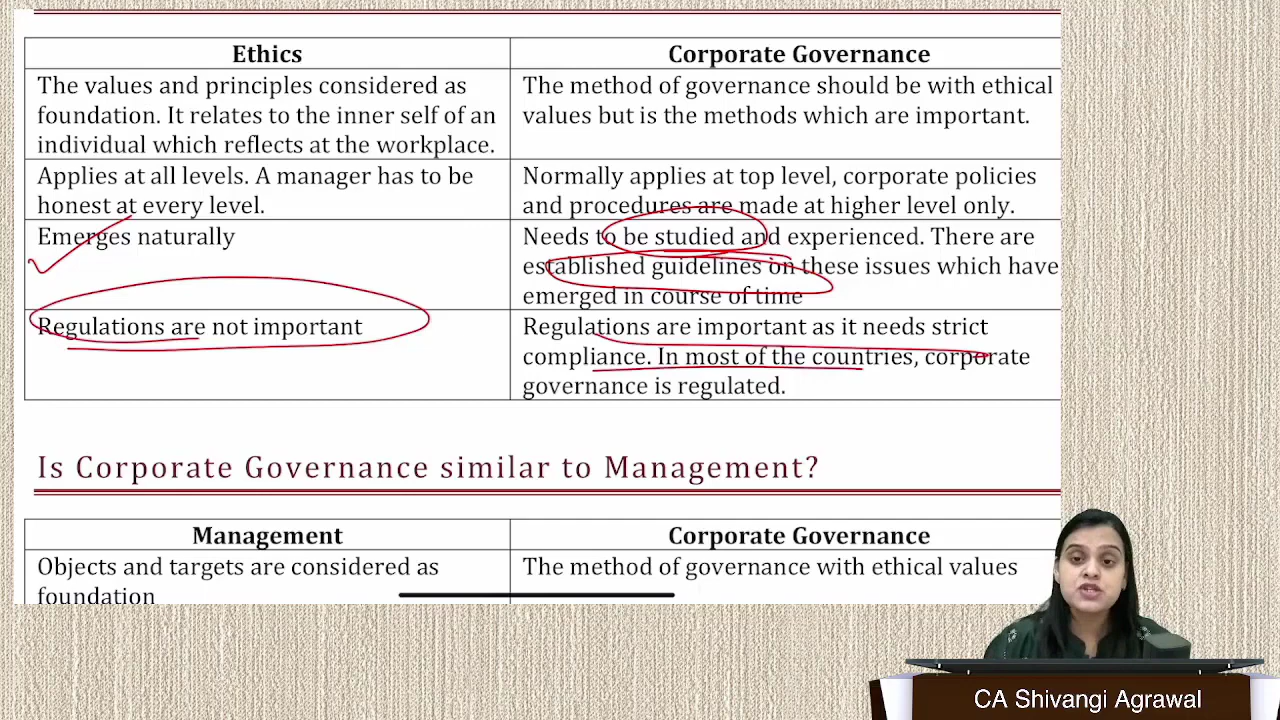 Ethics
Corporate Governance
The values and principles considered as
foundation. It relates to the inner self of an
individual which reflects at the workplace.
The method of governance should be with ethical
values but is the methods which are important.
Applies at all levels. A manager has to be
honest at every level.
Normally applies at top level, corporate policies
and procedures are made at higher level only.
Emerges naturally
Needs to be studied and experienced. There are
established guidelines on these issues which have
emerged in course of time
Regulations are not important
Regulations are important as it needs strict
compliance. In most of the countries, corporate
governance is regulated.
Is Corporate Governance similar to Management?
Management
Corporate Governance
Objects and targets are considered as
foundation
The method of governance with ethical values
CA Shivangi Agrawal